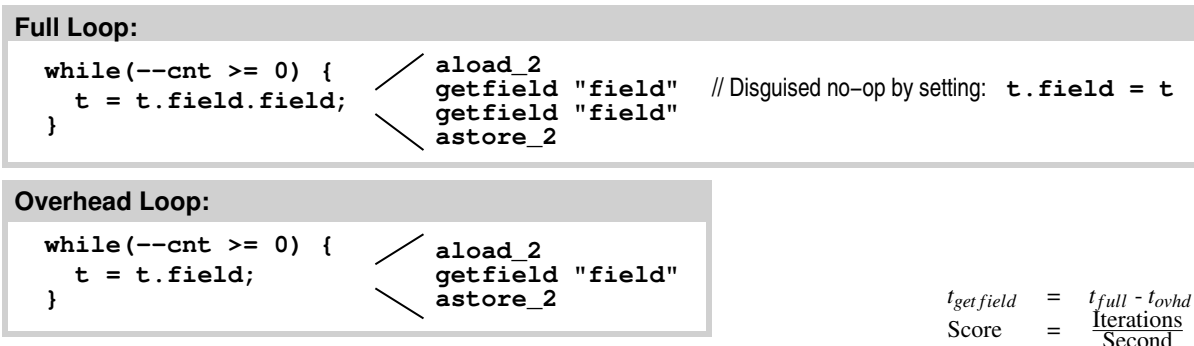 Full Loop:
while(--cnt >= 0) {
t = t.field.field;
}
aload_2
getfield "field"
getfield "field"
astore_2
// Disguised no-op by setting: t.field = t
Overhead Loop:
while(--cnt >= 0) {
t = t.field;
}
aload_2
getfield "field"
astore_2
t_getfield = t_full - t_ovhd
Score = Iterations
Second